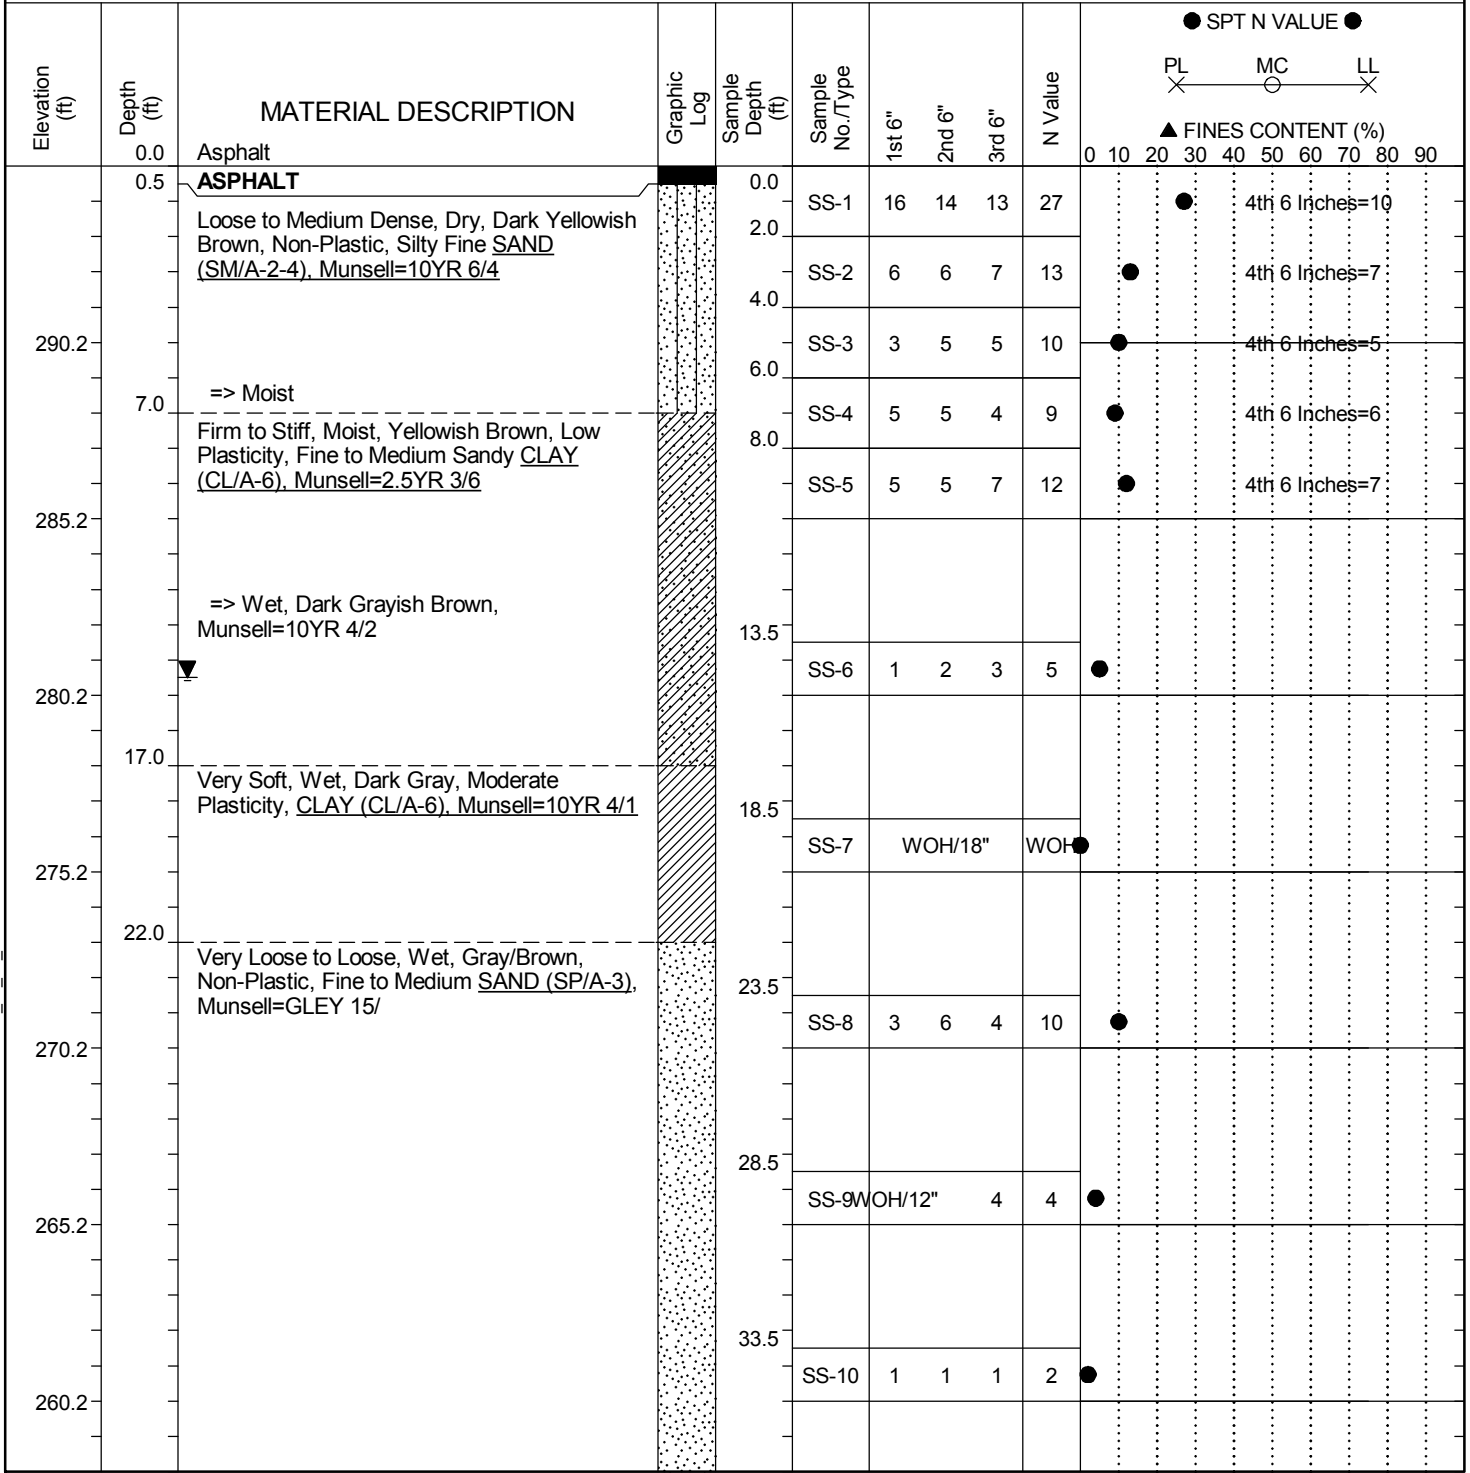 ● SPT N VALUE ●
PL MC LL
▲ FINES CONTENT (%)
Elevation (ft)
Depth (ft)
MATERIAL DESCRIPTION
Graphic Log
Sample Depth (ft)
Sample No./Type
1st 6"
2nd 6"
3rd 6"
N Value
0 10 20 30 40 50 60 70 80 90
0.0 Asphalt
0.5 ASPHALT 0.0
SS-1 16 14 13 27 4th 6 Inches=10
Loose to Medium Dense, Dry, Dark Yellowish
2.0
Brown, Non-Plastic, Silty Fine SAND
(SM/A-2-4), Munsell=10YR 6/4
SS-2 6 6 7 13 4th 6 Inches=7
4.0
290.2 SS-3 3 5 5 10 4th 6 Inches=5
6.0
=> Moist
7.0
SS-4 5 5 4 9 4th 6 Inches=6
Firm to Stiff, Moist, Yellowish Brown, Low
8.0
Plasticity, Fine to Medium Sandy CLAY
(CL/A-6), Munsell=2.5YR 3/6
SS-5 5 5 7 12 4th 6 Inches=7
285.2
=> Wet, Dark Grayish Brown,
Munsell=10YR 4/2
13.5
SS-6 1 2 3 5
280.2
17.0
Very Soft, Wet, Dark Gray, Moderate
Plasticity, CLAY (CL/A-6), Munsell=10YR 4/1
18.5
SS-7 WOH/18" WOH
275.2
22.0
Very Loose to Loose, Wet, Gray/Brown,
Non-Plastic, Fine to Medium SAND (SP/A-3),
23.5
Munsell=GLEY 15/
SS-8 3 6 4 10
270.2
28.5
SS-9 WOH/12" 4 4
265.2
33.5
SS-10 1 1 1 2
260.2